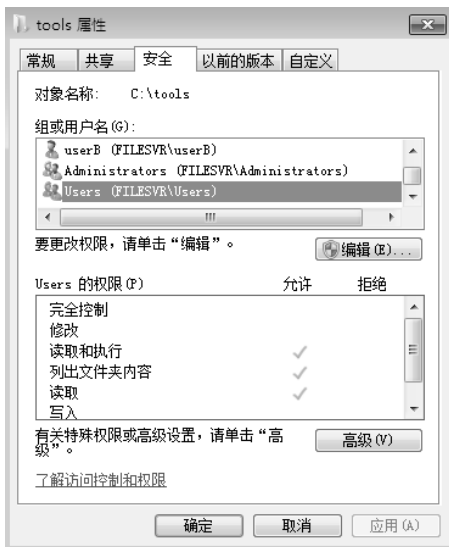 tools 属性
常规 共享 安全 以前的版本 自定义
对象名称: C:\tools
组或用户名(G):
userB (FILESVR\userB)
Administrators (FILESVR\Administrators)
Users (FILESVR\Users)
要更改权限，请单击“编辑”。 编辑(E)...
Users 的权限(P) 允许 拒绝
完全控制
修改
读取和执行
列出文件夹内容
读取
写入
有关特殊权限或高级设置，请单击“高
级”。 高级(V)
了解访问控制和权限
确定 取消 应用(A)